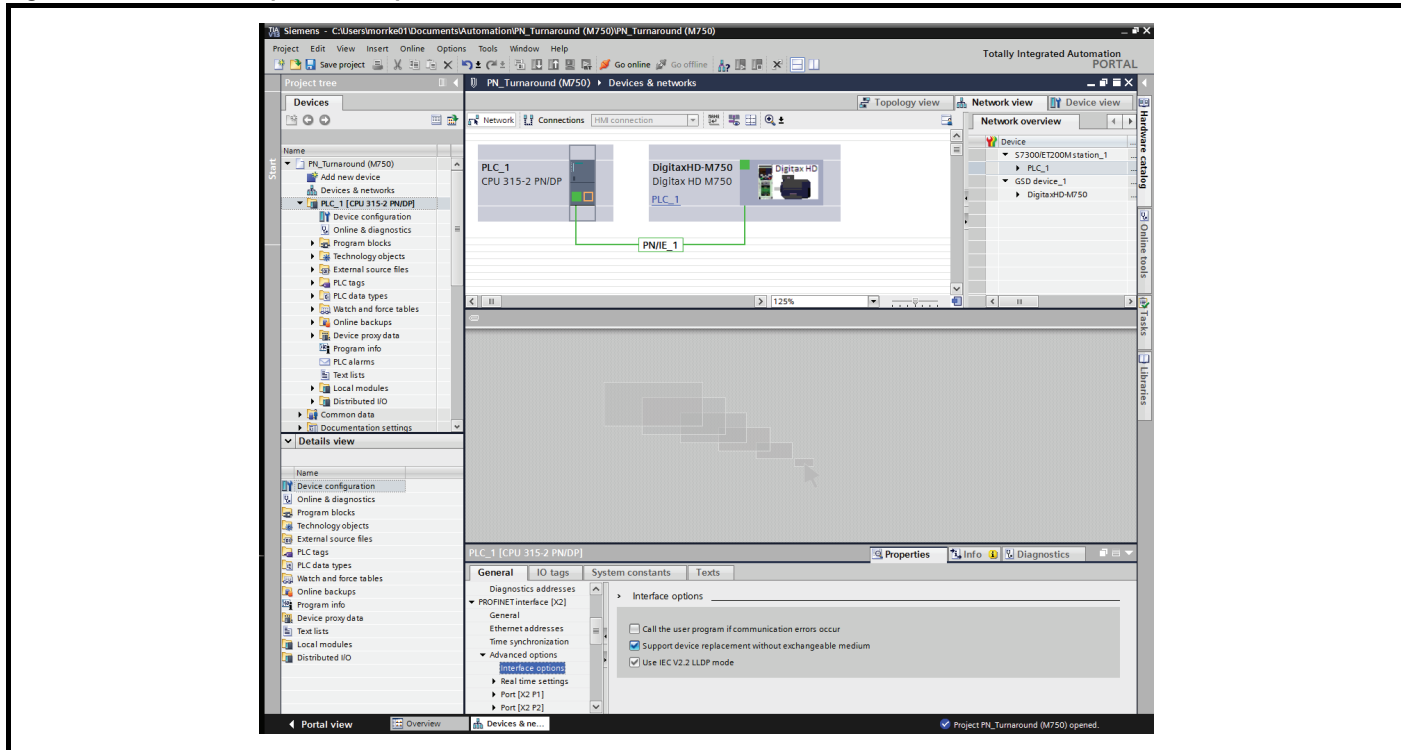 Siemens - C:\Users\morrke01\Documents\Automation\PN_Turnaround (M750)\PN_Turnaround (M750)
Project Edit View Insert Online Options Tools Window Help
Totally Integrated Automation
PORTAL
Save project
Go online
Go offline
Project tree
PN_Turnaround (M750) Devices & networks
Devices
Topology view
Network view
Device view
Network
Connections
HMI connection
Network overview
Name
PN_Turnaround (M750)
Add new device
Devices & networks
PLC_1 [CPU 315-2 PN/DP]
Device configuration
Online & diagnostics
Program blocks
Technology objects
External source files
PLC tags
PLC data types
Watch and force tables
Online backups
Device proxy data
Program info
PLC alarms
Text lists
Local modules
Distributed I/O
Common data
Documentation settings
Start
PLC_1
CPU 315-2 PN/DP
DigitaxHD-M750
Digitax HD M750
PLC_1
Digitax HD
PN/IE_1
125%
Device
S7300/ET200M station_1
...
PLC_1
...
GSD device_1
...
DigitaxHD-M750
...
Hardware catalog
Online tools
Tasks
Libraries
Details view
Name
Device configuration
Online & diagnostics
Program blocks
Technology objects
External source files
PLC tags
PLC data types
Watch and force tables
Online backups
Program info
Device proxy data
Text lists
Local modules
Distributed I/O
PLC_1 [CPU 315-2 PN/DP]
Properties
Info
Diagnostics
General
IO tags
System constants
Texts
Diagnostics addresses
PROFINET interface [X2]
General
Ethernet addresses
Time synchronization
Advanced options
Interface options
Real time settings
Port [X2 P1]
Port [X2 P2]
Interface options
Call the user program if communication errors occur
Support device replacement without exchangeable medium
Use IEC V2.2 LLDP mode
Portal view
Overview
Devices & ne...
Project PN_Turnaround (M750) opened.